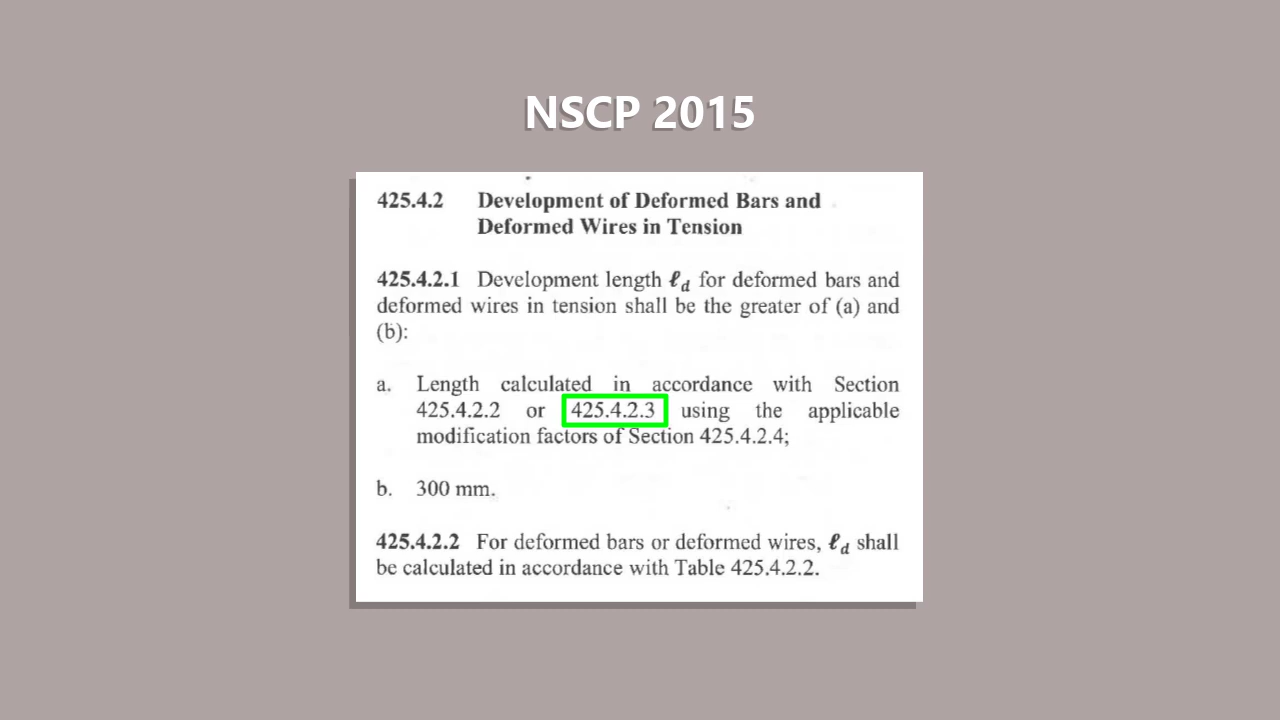 NSCP 2015
425.4.2 Development of Deformed Bars and
Deformed Wires in Tension
425.4.2.1 Development length ℓd for deformed bars and
deformed wires in tension shall be the greater of (a) and
(b):
a. Length calculated in accordance with Section
425.4.2.2 or 425.4.2.3 using the applicable
modification factors of Section 425.4.2.4;
b. 300 mm.
425.4.2.2 For deformed bars or deformed wires, ℓd shall
be calculated in accordance with Table 425.4.2.2.